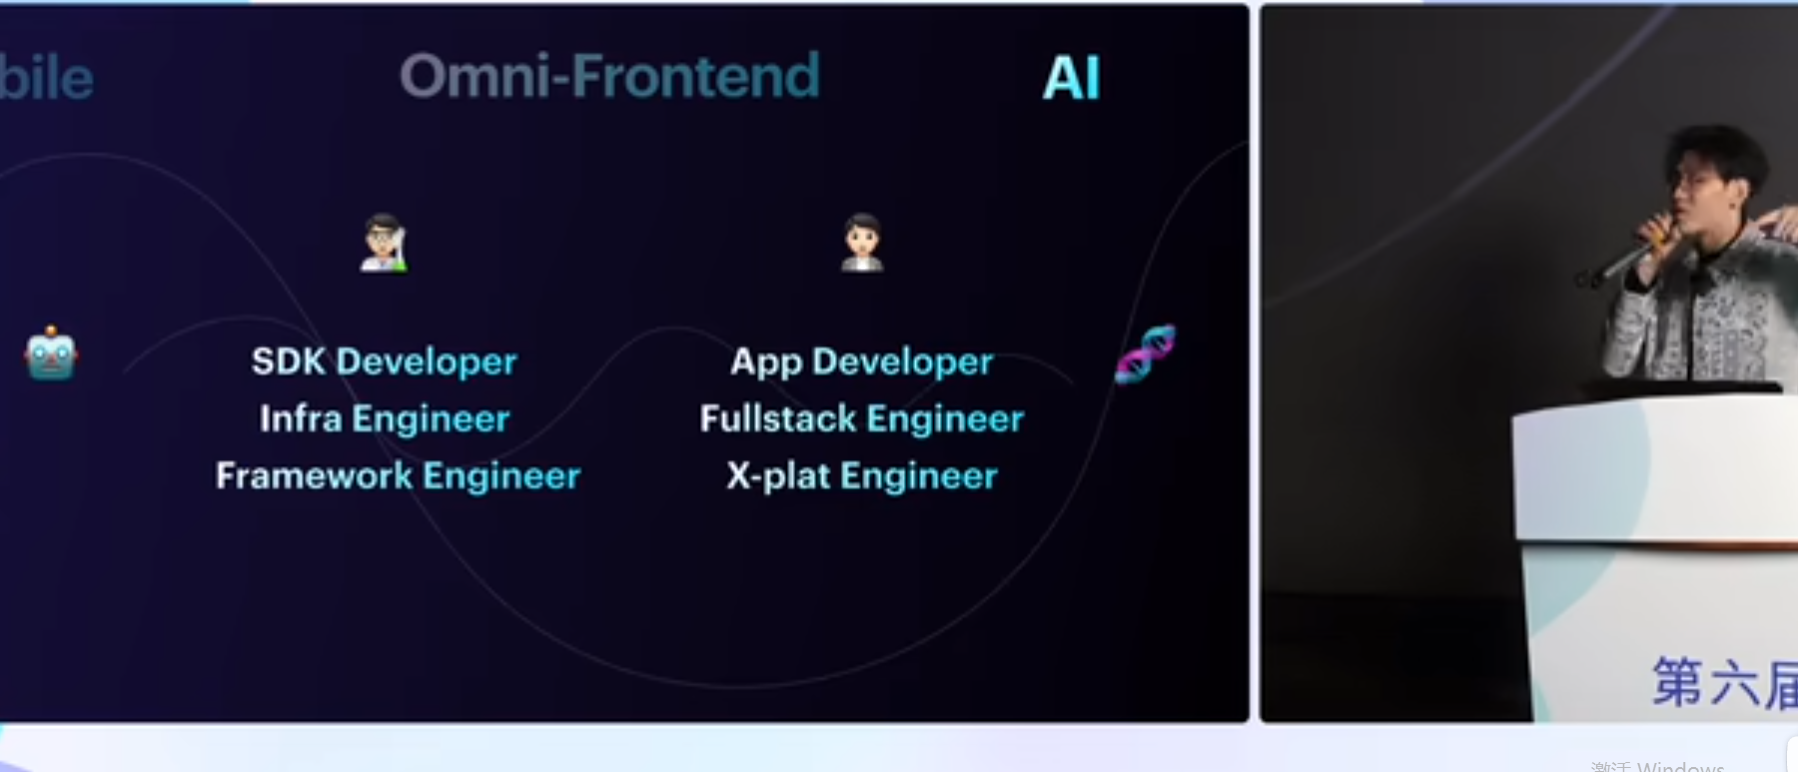 bile Omni-Frontend AI
SDK Developer
Infra Engineer
Framework Engineer
App Developer
Fullstack Engineer
X-plat Engineer
第六届
激活 Windows